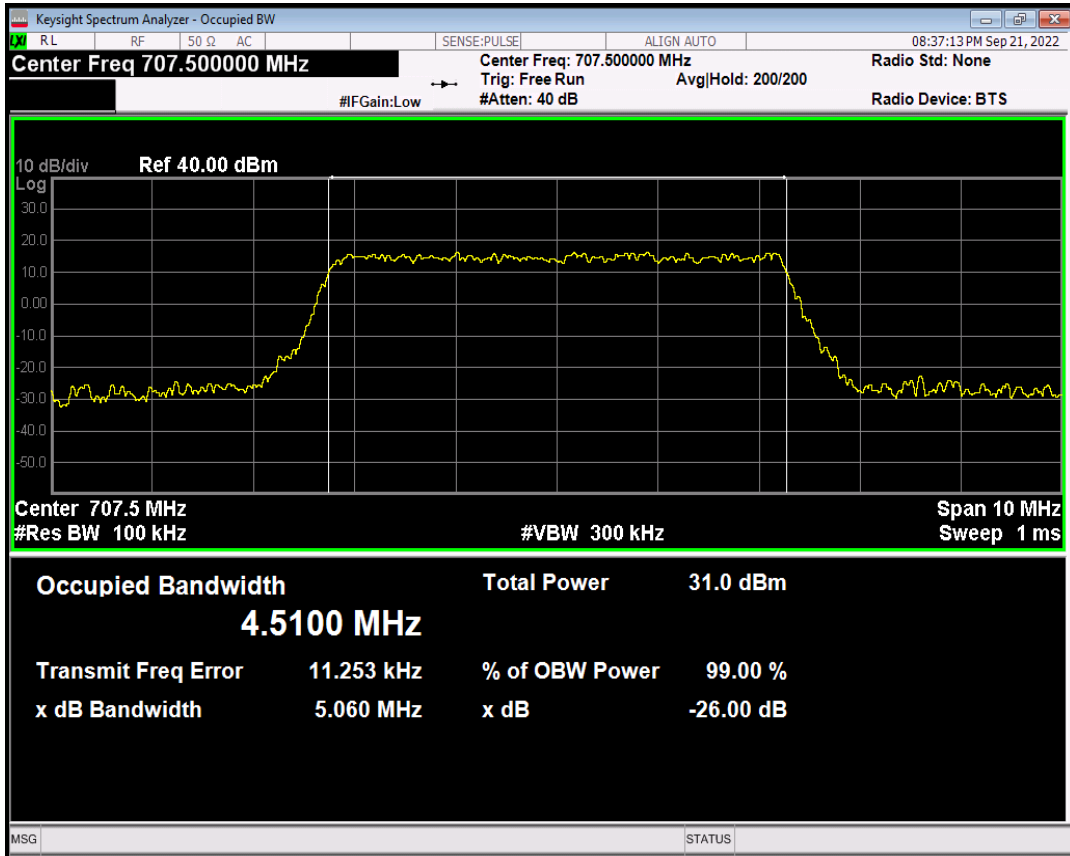 Keysight Spectrum Analyzer - Occupied BW
LXI RL RF 50 Ω AC SENSE:PULSE ALIGN AUTO 08:37:13 PM Sep 21, 2022
Center Freq 707.500000 MHz Center Freq: 707.500000 MHz Radio Std: None
Trig: Free Run Avg|Hold: 200/200
#IFGain:Low #Atten: 40 dB Radio Device: BTS
10 dB/div Ref 40.00 dBm
Log
30.0
20.0
10.0
0.00
-10.0
-20.0
-30.0
-40.0
-50.0
Center 707.5 MHz Span 10 MHz
#Res BW 100 kHz #VBW 300 kHz Sweep 1 ms
Occupied Bandwidth Total Power 31.0 dBm
4.5100 MHz
Transmit Freq Error 11.253 kHz % of OBW Power 99.00 %
x dB Bandwidth 5.060 MHz x dB -26.00 dB
MSG STATUS